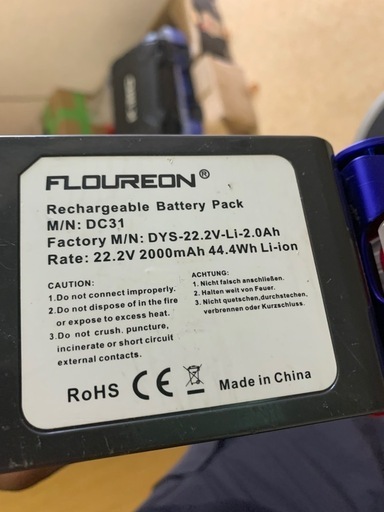 FLOUREON®
Rechargeable Battery Pack
M/N: DC31
Factory M/N: DYS-22.2V-Li-2.0Ah
Rate: 22.2V 2000mAh 44.4Wh Li-ion
CAUTION:
1.Do not connect improperly.
2.Do not dispose of in the fire
or expose to excess heat.
3.Do not crush, puncture,
incinerate or short circuit
external contacts.
ACHTUNG:
1. Nicht falsch anschließen.
2. Halten weit von Feuer.
3. Nicht quetschen,durchstechen,
verbrennen oder Kurzschluss.
RoHS CE Made in China